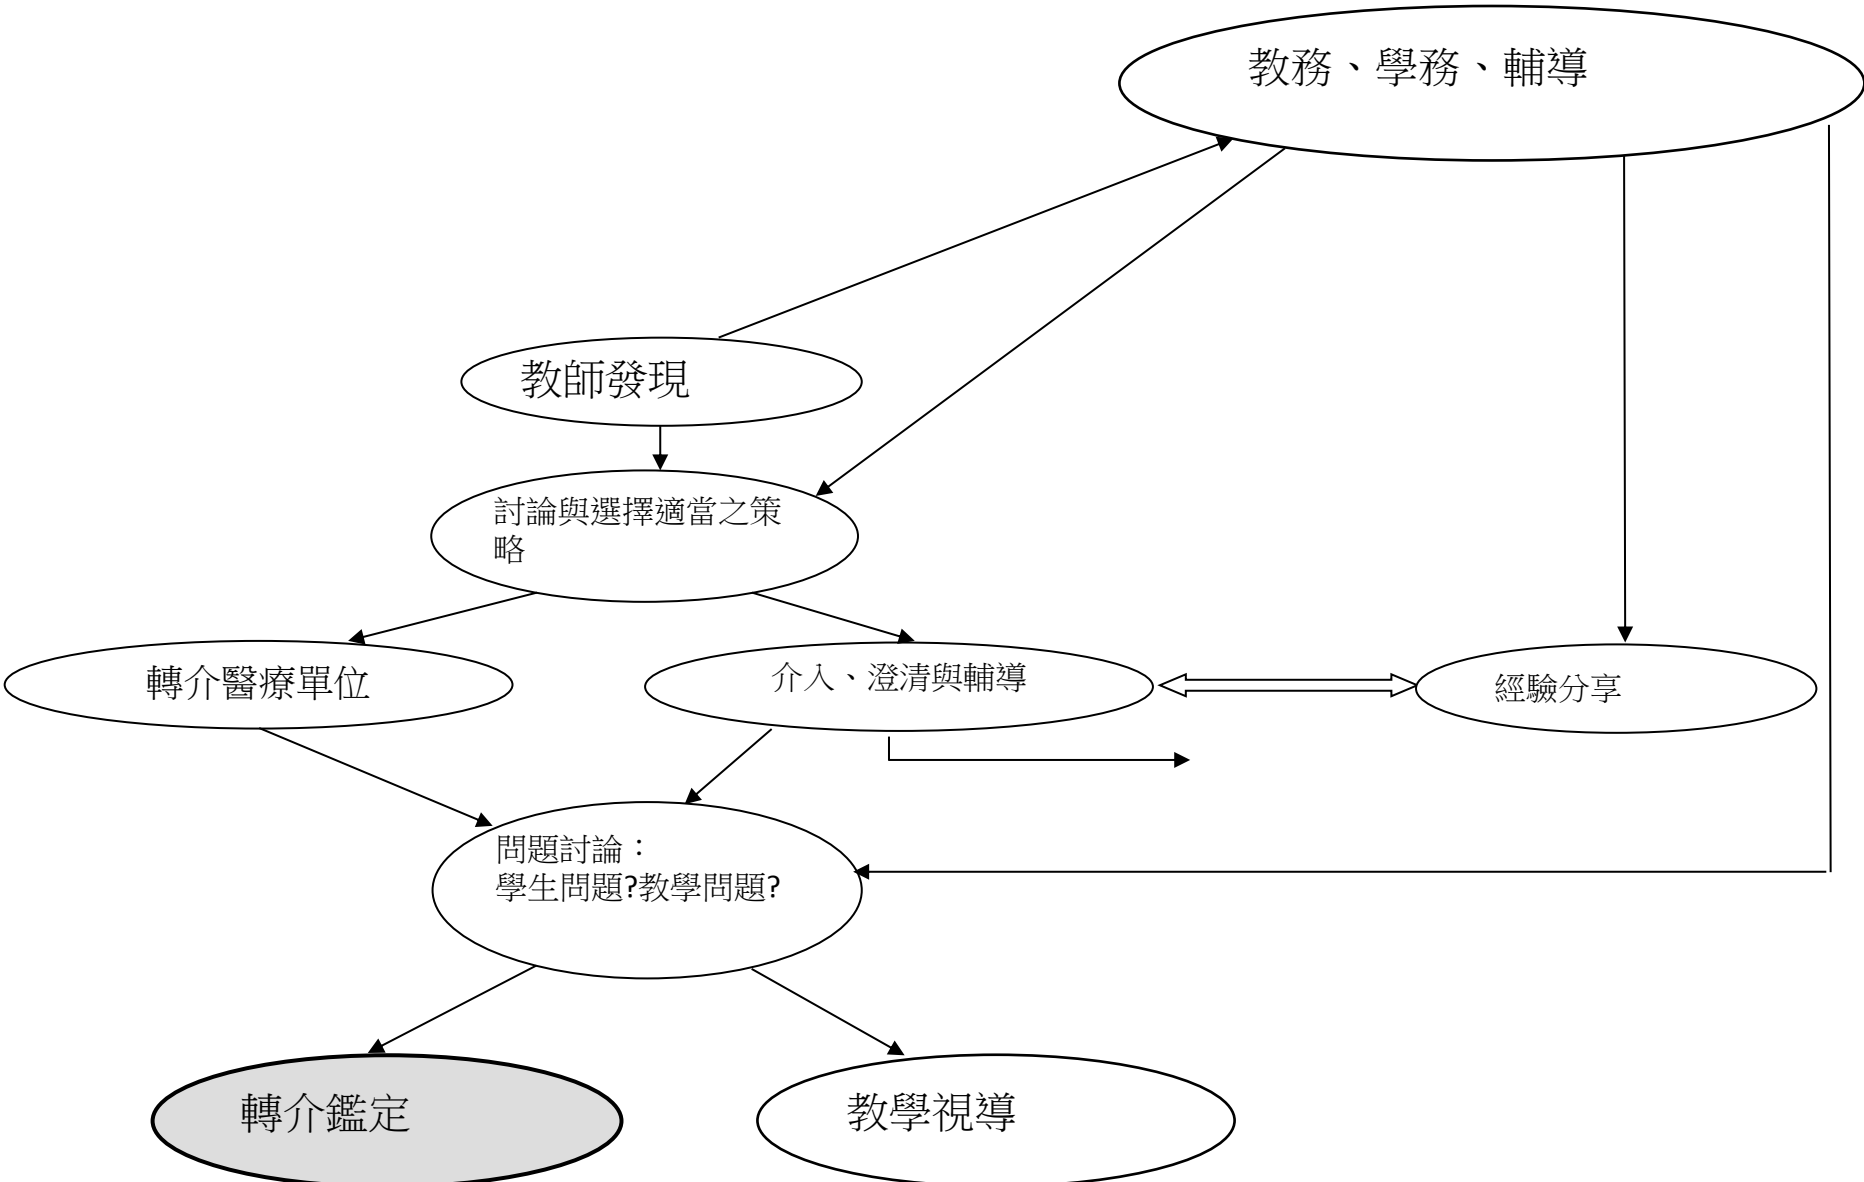 教務、學務、輔導
教師發現
討論與選擇適當之策
略
轉介醫療單位
介入、澄清與輔導
經驗分享
問題討論：
學生問題?教學問題?
轉介鑑定
教學視導